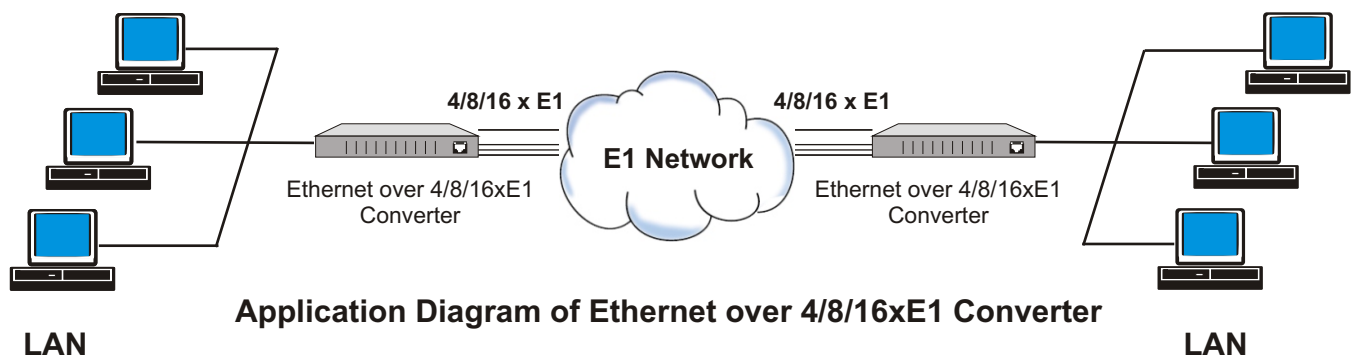 4/8/16 x E1
4/8/16 x E1
E1 Network
Ethernet over 4/8/16xE1
Converter
Ethernet over 4/8/16xE1
Converter
Application Diagram of Ethernet over 4/8/16xE1 Converter
LAN
LAN